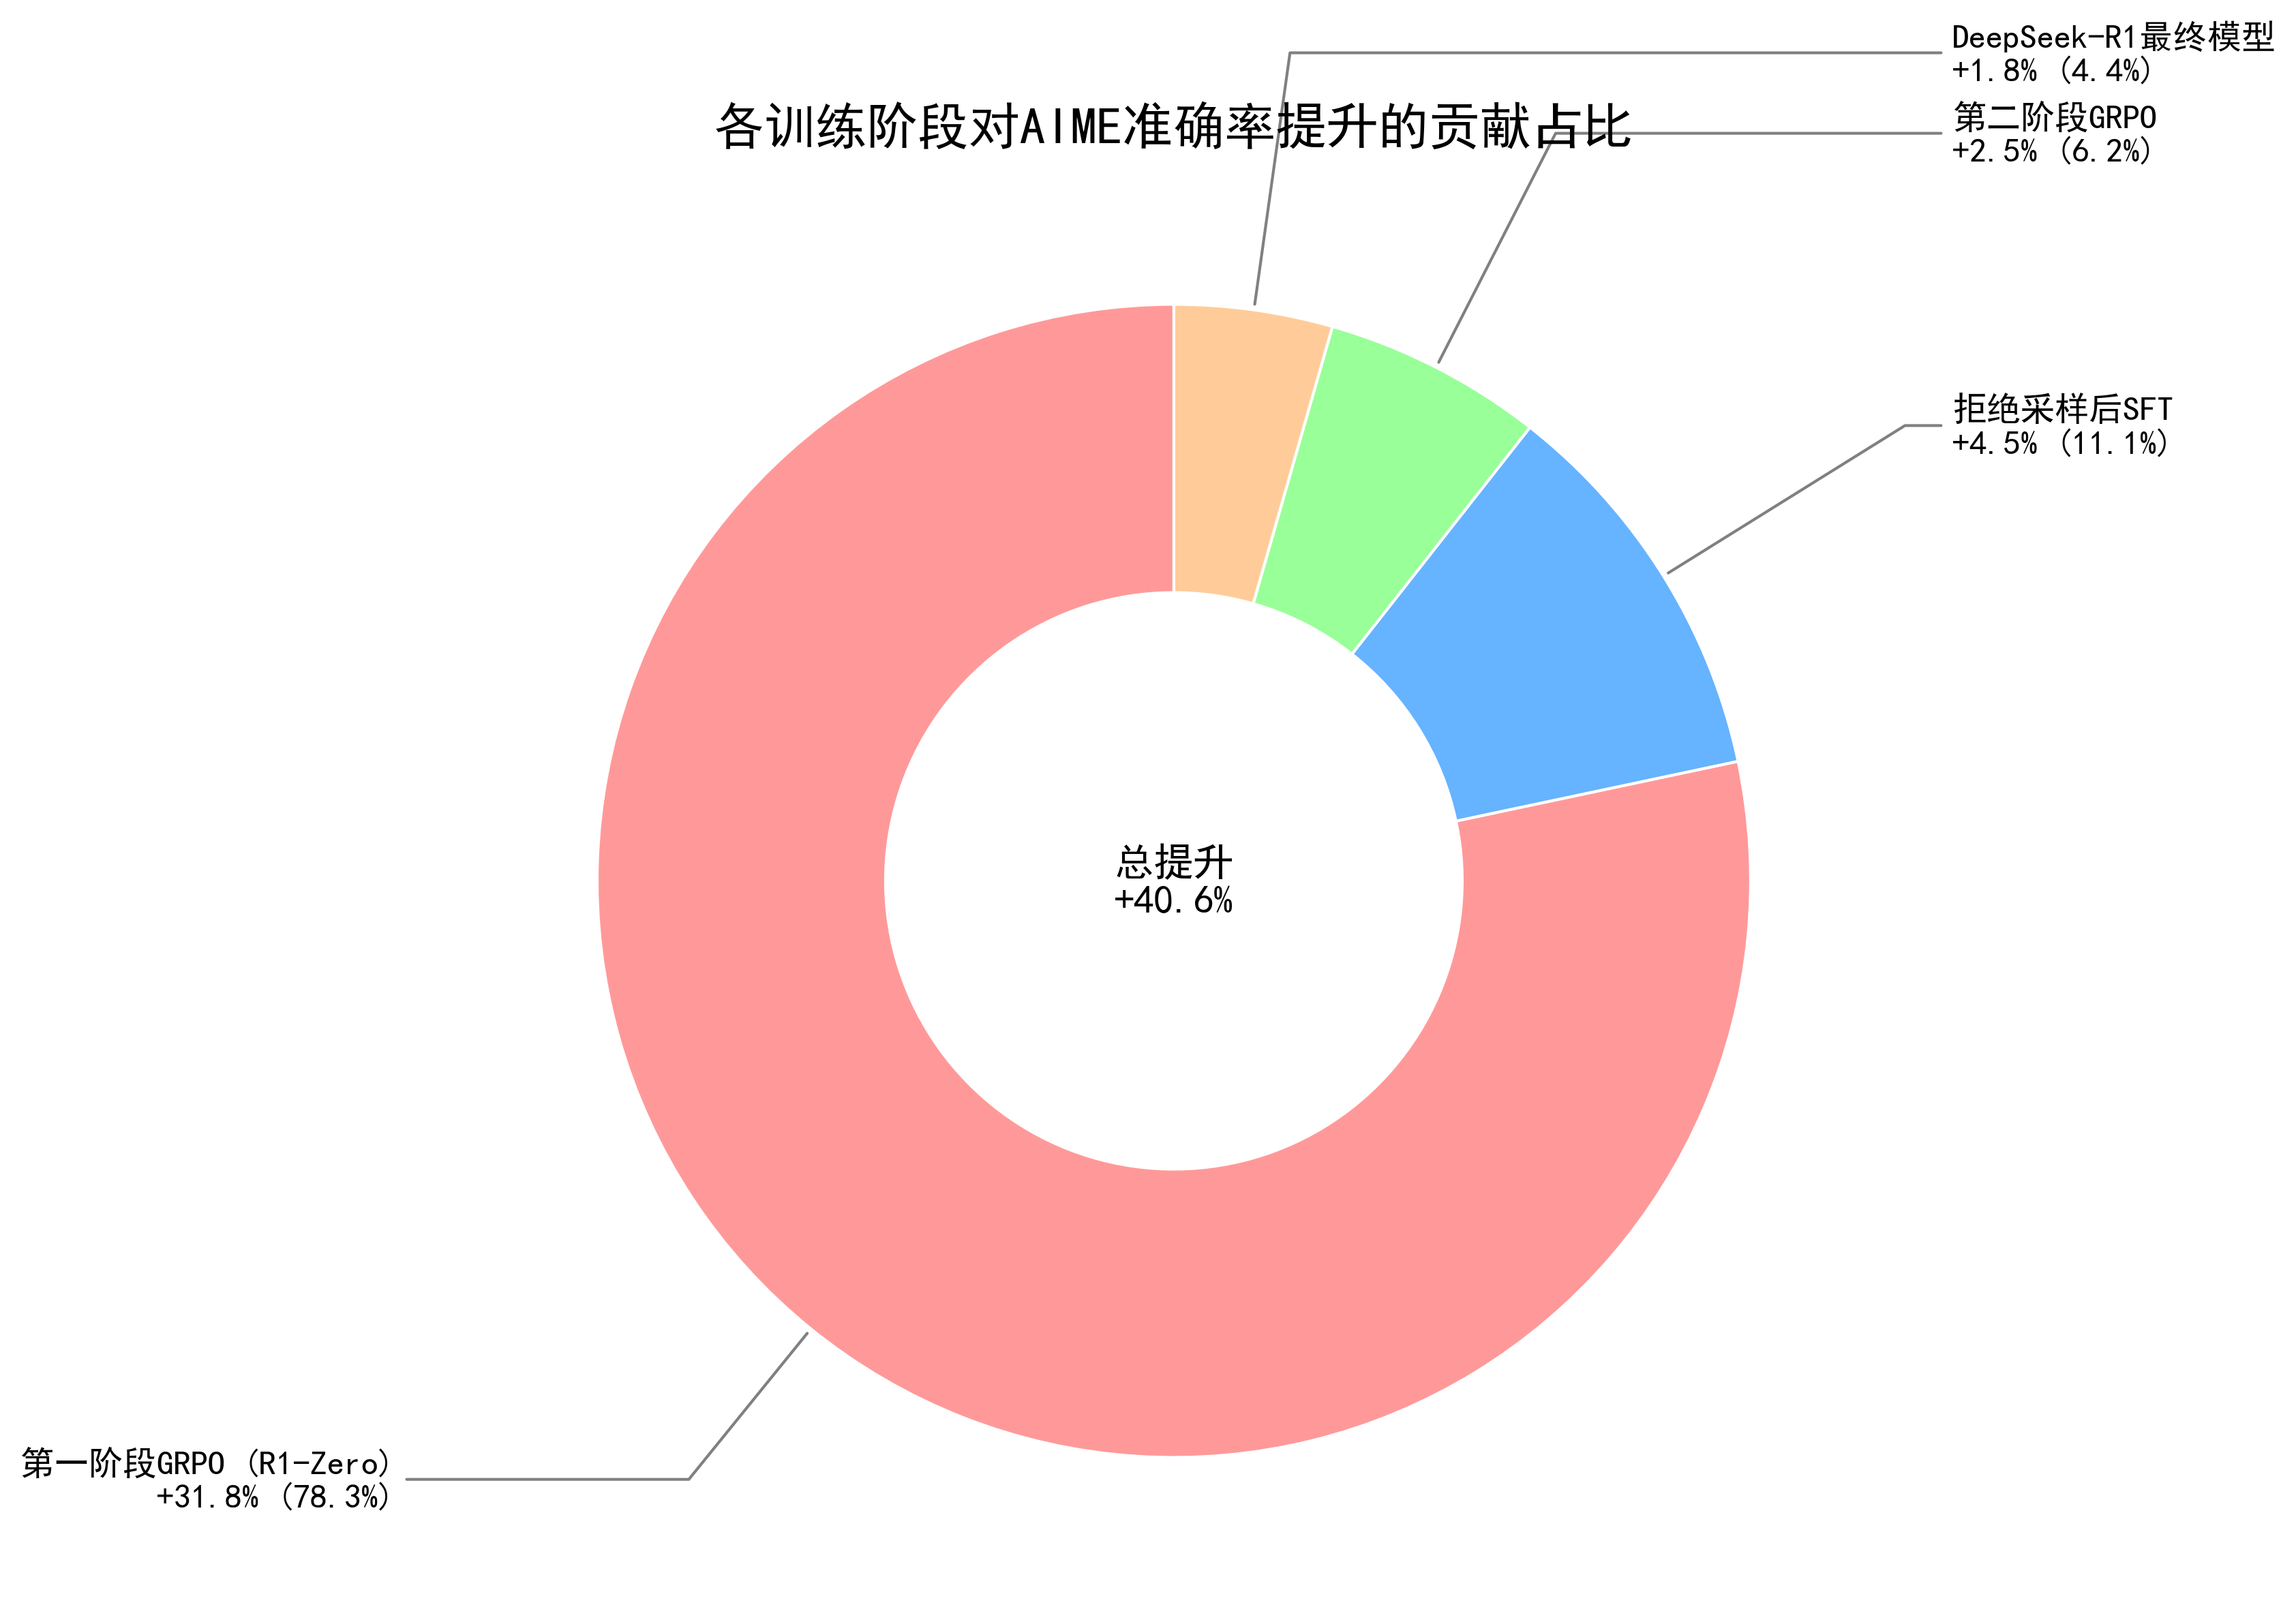 DeepSeek-R1最终模型
+1.8% (4.4%)
各训练阶段对AIME准确率提升的贡献占比
第二阶段GRPO
+2.5% (6.2%)
拒绝采样后SFT
+4.5% (11.1%)
总提升
+40.6%
第一阶段GRPO (R1-Zero)
+31.8% (78.3%)